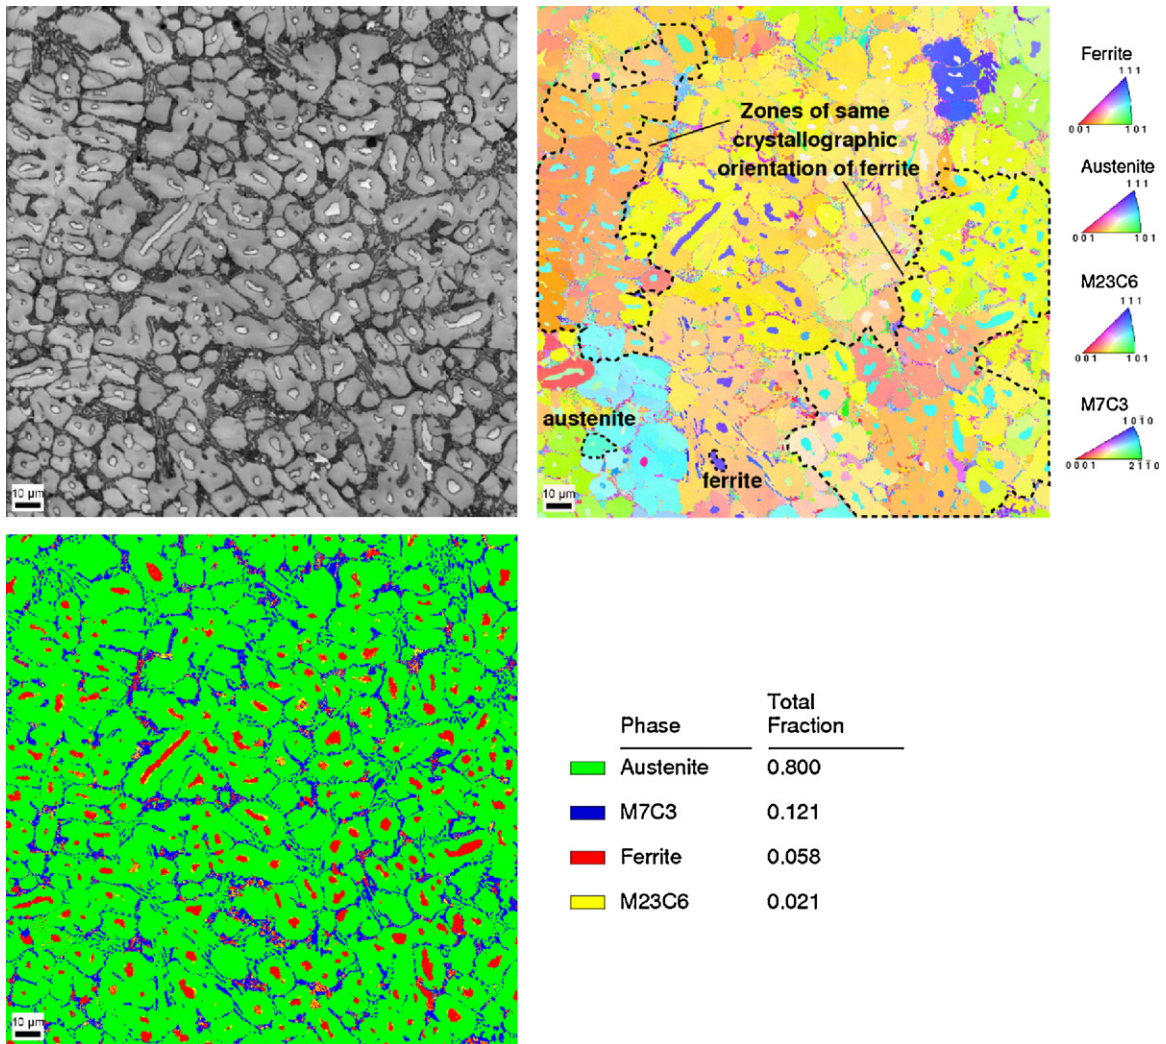 Zones of same
crystallographic
orientation of ferrite
austenite
ferrite
10 µm
10 µm
Ferrite
111
001 101
Austenite
111
001 101
M23C6
111
001 101
M7C3
101̄0
0001 21̄1̄0
10 µm
Phase Total Fraction
Austenite 0.800
M7C3 0.121
Ferrite 0.058
M23C6 0.021